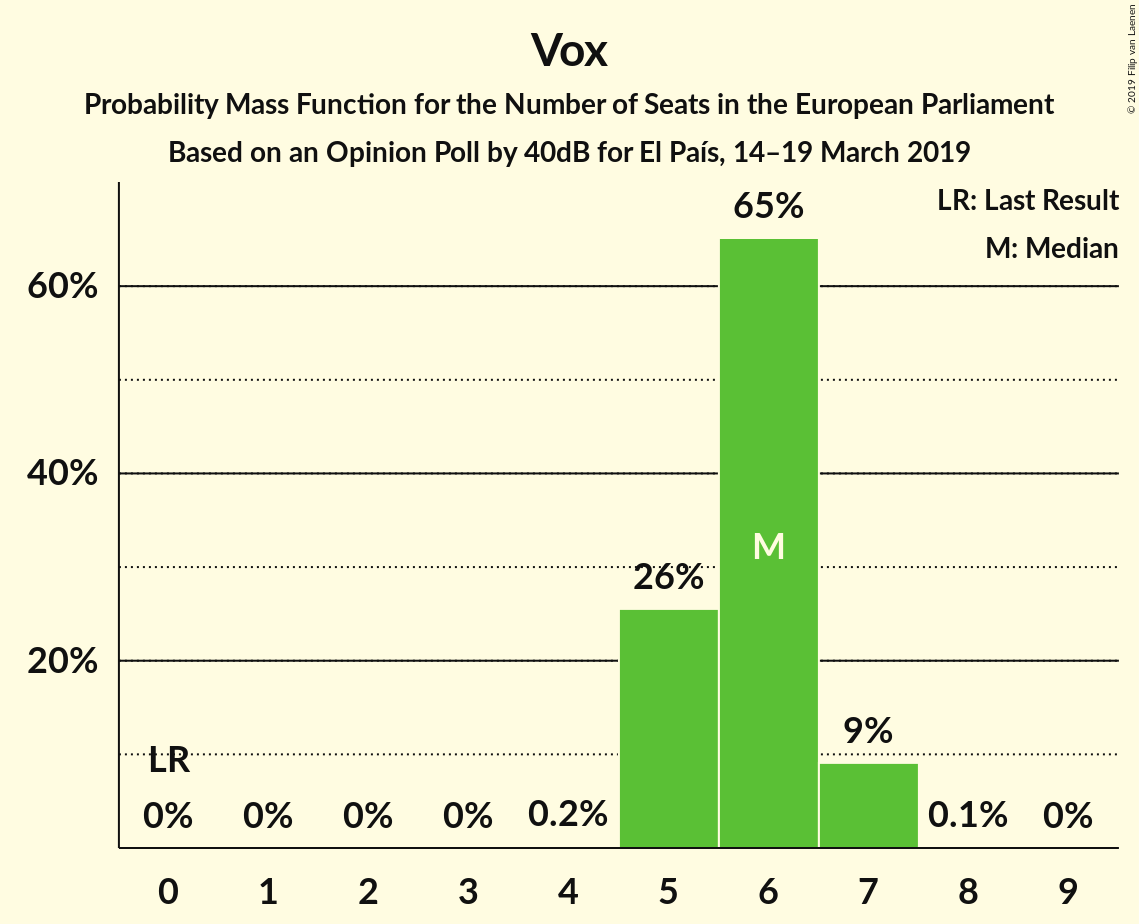 Vox
Probability Mass Function for the Number of Seats in the European Parliament
Based on an Opinion Poll by 40dB for El País, 14–19 March 2019
© 2019 Filip van Laenen
LR: Last Result
M: Median
65%
60%
40%
M
26%
20%
9%
LR
0%
0%
0%
0%
0.2%
0.1%
0%
0 1 2 3 4 5 6 7 8 9